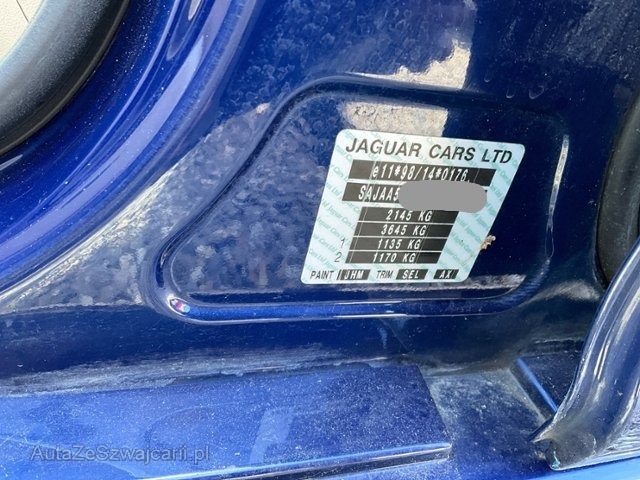 JAGUAR CARS LTD
e11*98/14*0176
SAJAA5
2145 KG
3645 KG
1 1135 KG
2 1170 KG
PAINT JHM TRIM SEL AX
AutaZeSzwajcarii.pl